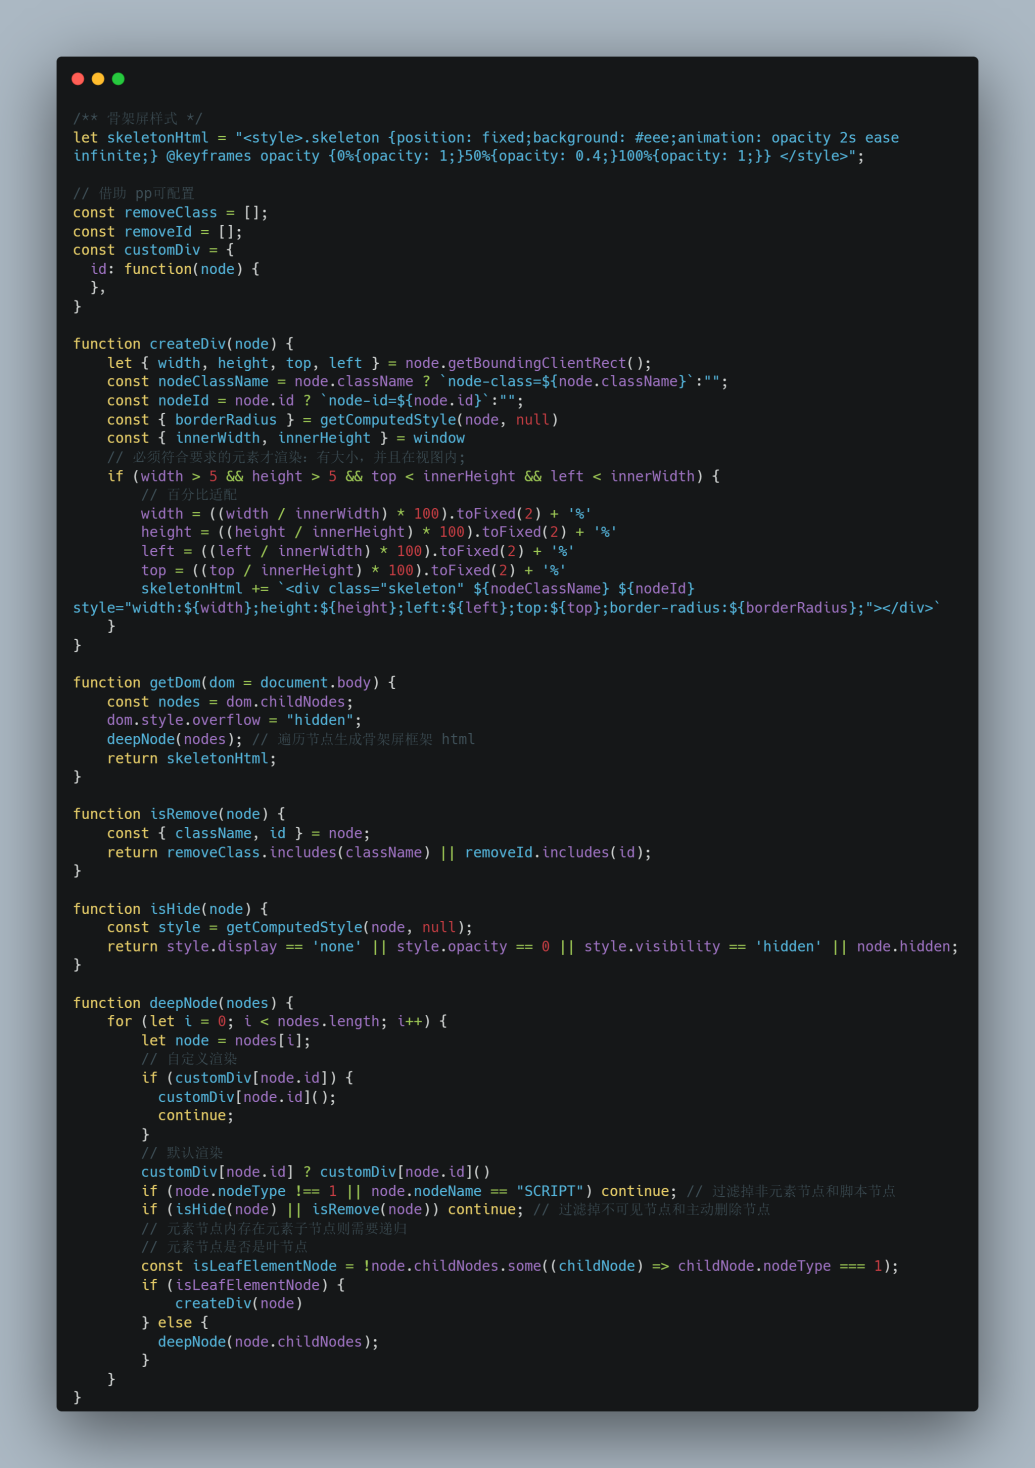 /** 骨架屏样式 */
let skeletonHtml = "<style>.skeleton {position: fixed;background: #eee;animation: opacity 2s ease
infinite;} @keyframes opacity {0%{opacity: 1;}50%{opacity: 0.4;}100%{opacity: 1;}} </style>";
// 借助 pp可配置
const removeClass = [];
const removeId = [];
const customDiv = {
  id: function(node) {
  },
}
function createDiv(node) {
    let { width, height, top, left } = node.getBoundingClientRect();
    const nodeClassName = node.className ? `node-class=${node.className}`:"";
    const nodeId = node.id ? `node-id=${node.id}`:"";
    const { borderRadius } = getComputedStyle(node, null)
    const { innerWidth, innerHeight } = window
    // 必须符合要求的元素才渲染：有大小，并且在视图内;
    if (width > 5 && height > 5 && top < innerHeight && left < innerWidth) {
        // 百分比适配
        width = ((width / innerWidth) * 100).toFixed(2) + '%'
        height = ((height / innerHeight) * 100).toFixed(2) + '%'
        left = ((left / innerWidth) * 100).toFixed(2) + '%'
        top = ((top / innerHeight) * 100).toFixed(2) + '%'
        skeletonHtml += `<div class="skeleton" ${nodeClassName} ${nodeId}
style="width:${width};height:${height};left:${left};top:${top};border-radius:${borderRadius};"></div>`
    }
}
function getDom(dom = document.body) {
    const nodes = dom.childNodes;
    dom.style.overflow = "hidden";
    deepNode(nodes); // 遍历节点生成骨架屏框架 html
    return skeletonHtml;
}
function isRemove(node) {
    const { className, id } = node;
    return removeClass.includes(className) || removeId.includes(id);
}
function isHide(node) {
    const style = getComputedStyle(node, null);
    return style.display == 'none' || style.opacity == 0 || style.visibility == 'hidden' || node.hidden;
}
function deepNode(nodes) {
    for (let i = 0; i < nodes.length; i++) {
        let node = nodes[i];
        // 自定义渲染
        if (customDiv[node.id]) {
          customDiv[node.id]();
          continue;
        }
        // 默认渲染
        customDiv[node.id] ? customDiv[node.id]()
        if (node.nodeType !== 1 || node.nodeName == "SCRIPT") continue; // 过滤掉非元素节点和脚本节点
        if (isHide(node) || isRemove(node)) continue; // 过滤掉不可见节点和主动删除节点
        // 元素节点内存在元素子节点则需要递归
        // 元素节点是否是叶节点
        const isLeafElementNode = !node.childNodes.some((childNode) => childNode.nodeType === 1);
        if (isLeafElementNode) {
            createDiv(node)
        } else {
          deepNode(node.childNodes);
        }
    }
}